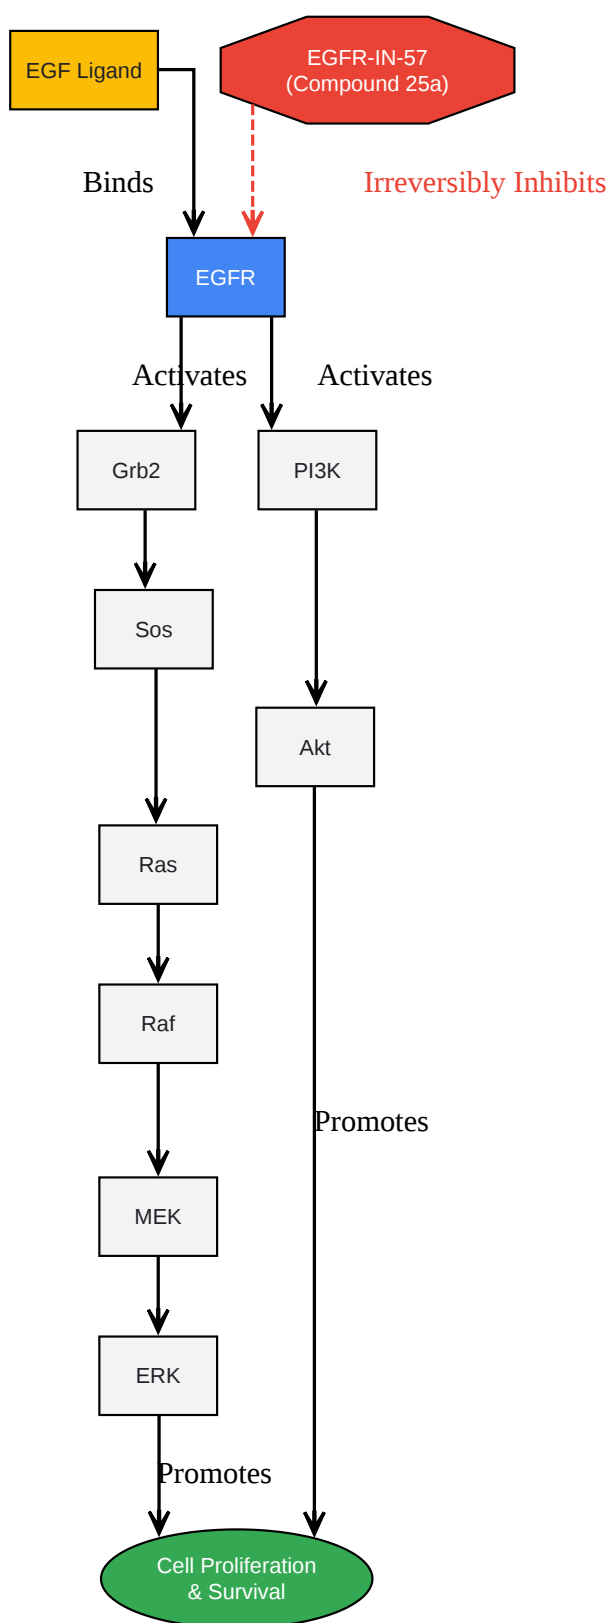 EGF Ligand
EGFR-IN-57
(Compound 25a)
Binds
Irreversibly Inhibits
EGFR
Activates
Activates
Grb2
PI3K
Sos
Akt
Ras
Raf
Promotes
MEK
ERK
Promotes
Cell Proliferation
& Survival